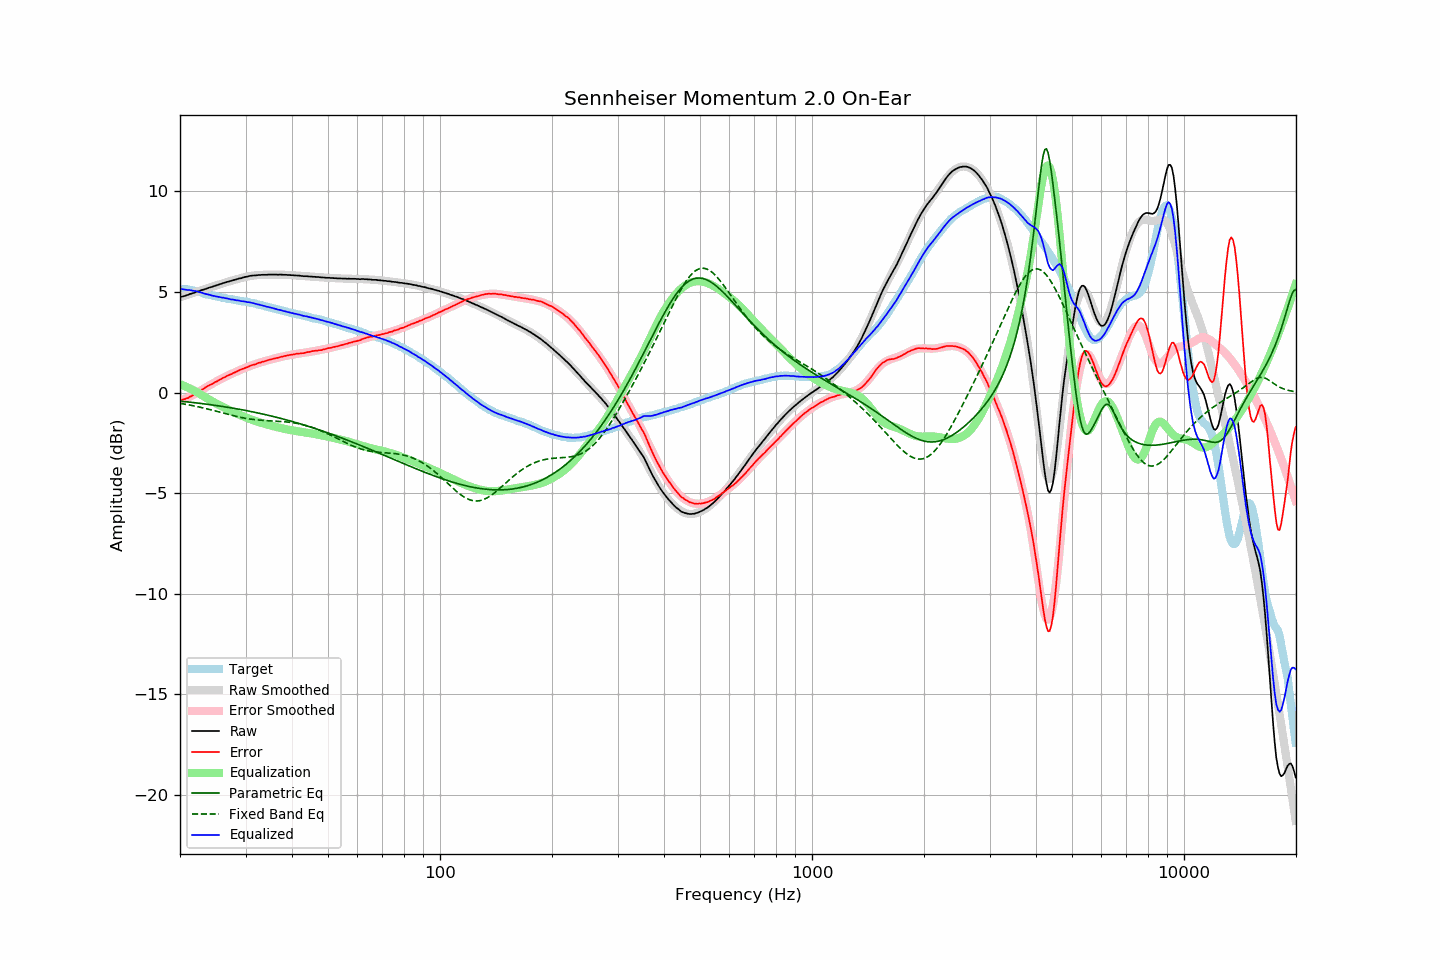 Sennheiser Momentum 2.0 On-Ear
Amplitude (dBr)
10
5
0
−5
−10
−15
−20
Target
Raw Smoothed
Error Smoothed
Raw
Error
Equalization
Parametric Eq
Fixed Band Eq
Equalized
100
1000
10000
Frequency (Hz)